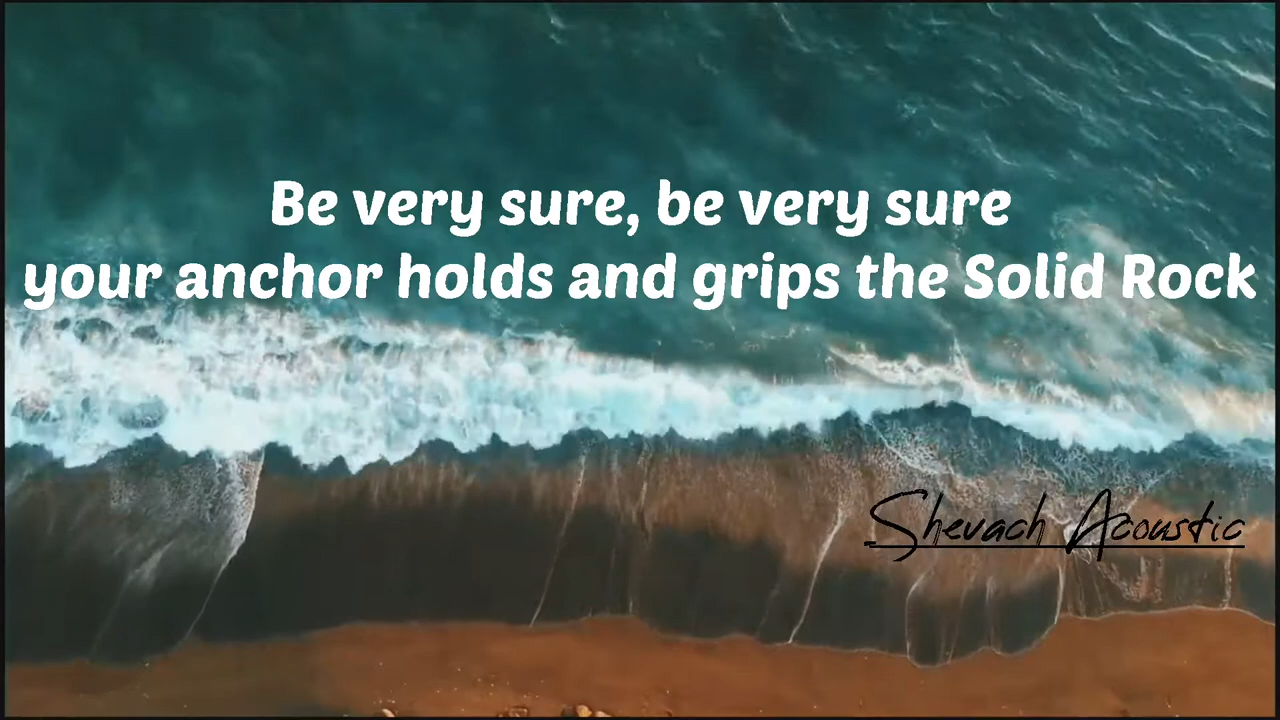 Be very sure, be very sure
your anchor holds and grips the Solid Rock
Shevach Acoustic